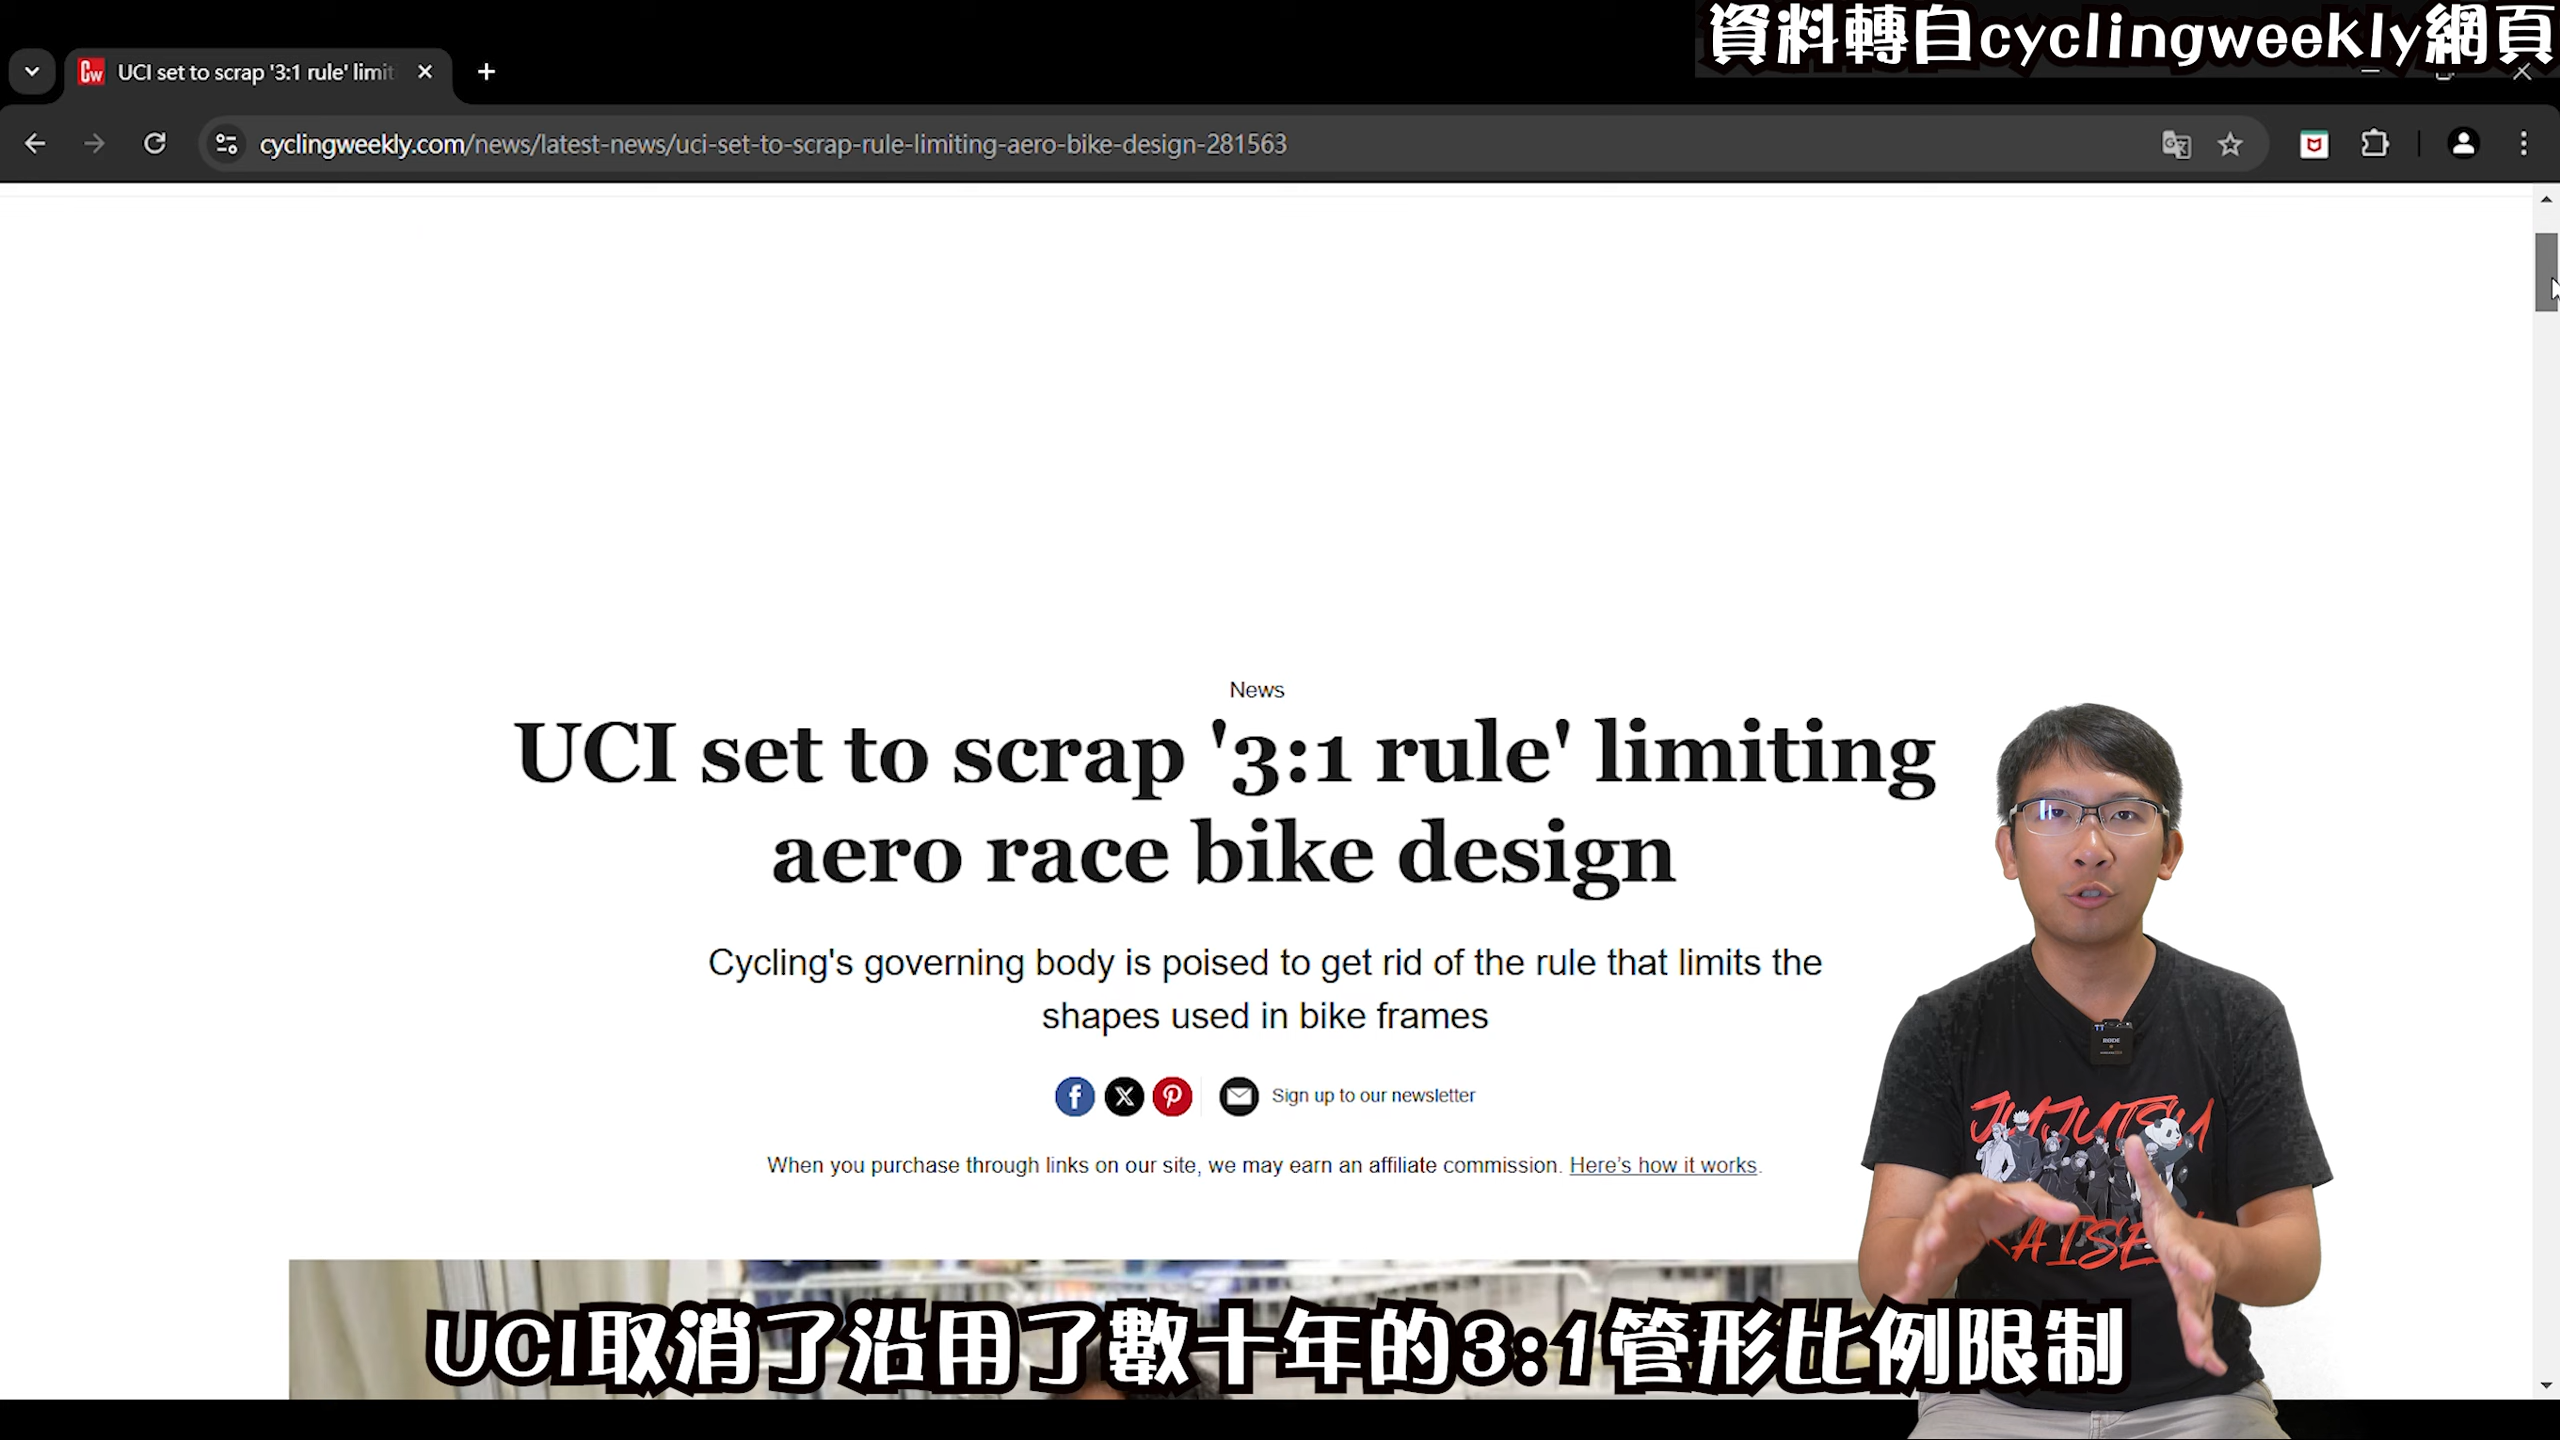 資料轉自cyclingweekly網頁
Cw UCI set to scrap '3:1 rule' limit
cyclingweekly.com/news/latest-news/uci-set-to-scrap-rule-limiting-aero-bike-design-281563
News
UCI set to scrap '3:1 rule' limiting
aero race bike design
Cycling's governing body is poised to get rid of the rule that limits the
shapes used in bike frames
Sign up to our newsletter
When you purchase through links on our site, we may earn an affiliate commission. Here’s how it works.
RODE
JUJUTSU
KAISEN
UCI取消了沿用了數十年的3:1管形比例限制